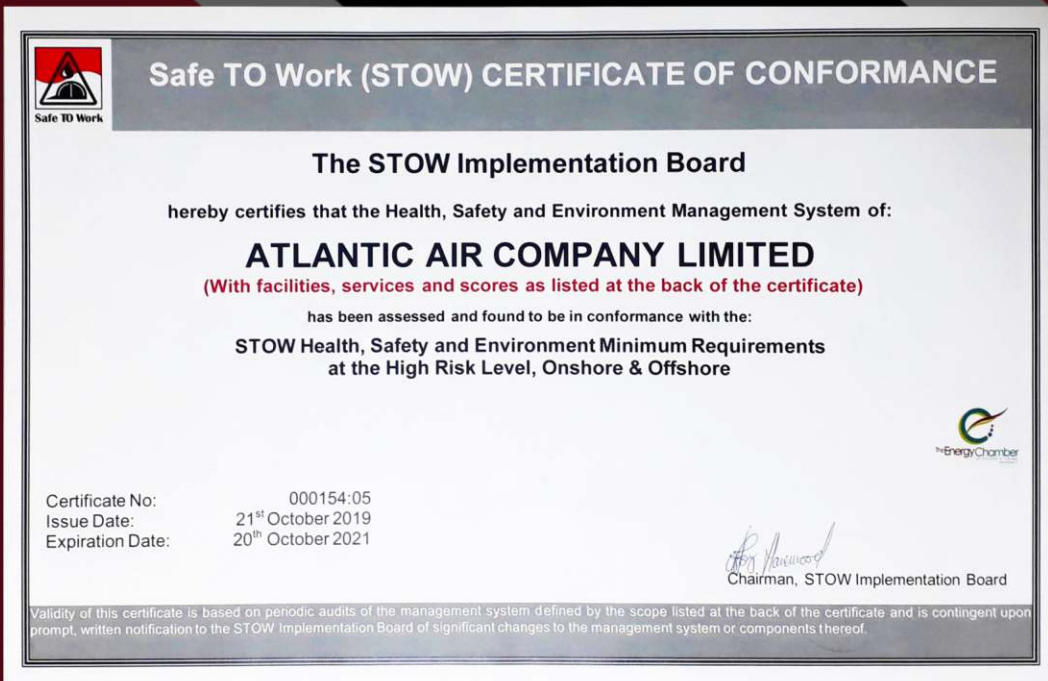 Safe TO Work (STOW) CERTIFICATE OF CONFORMANCE
Safe TO Work
The STOW Implementation Board
hereby certifies that the Health, Safety and Environment Management System of:
ATLANTIC AIR COMPANY LIMITED
(With facilities, services and scores as listed at the back of the certificate)
has been assessed and found to be in conformance with the:
STOW Health, Safety and Environment Minimum Requirements
at the High Risk Level, Onshore & Offshore
The Energy Chamber
Certificate No: 000154:05
Issue Date: 21st October 2019
Expiration Date: 20th October 2021
Chairman, STOW Implementation Board
Validity of this certificate is based on periodic audits of the management system defined by the scope listed at the back of the certificate and is contingent upon
prompt, written notification to the STOW Implementation Board of significant changes to the management system or components thereof.